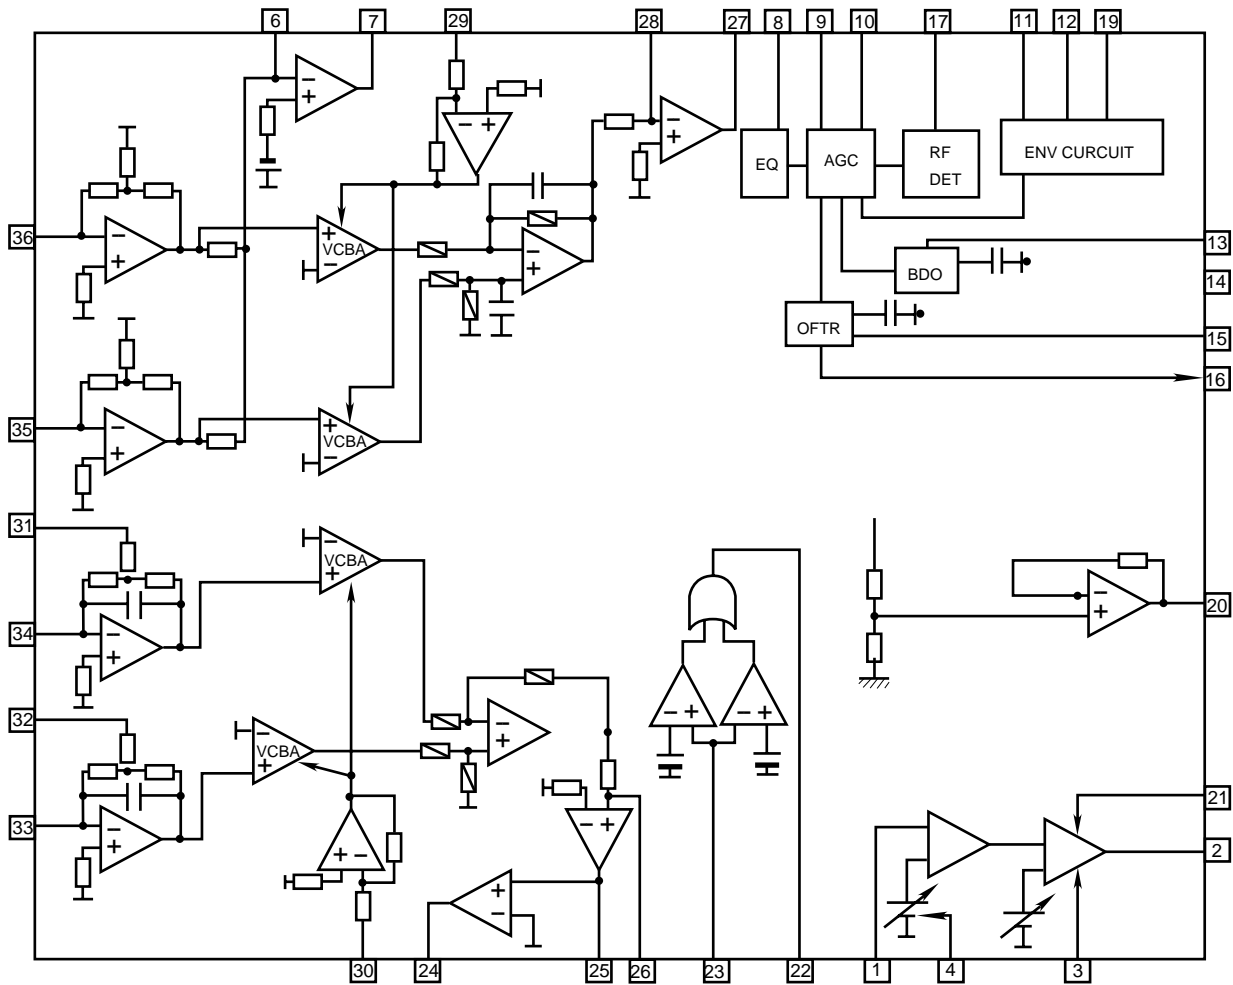 6 7 29 28 27 8 9 10 17 11 12 19
− +
− +
− +
EQ AGC RF DET ENV CURCUIT
36 − +
+ VCBA −
− +
13
BDO
14
OFTR
15
16
35 − +
+ VCBA −
31
− VCBA +
34 − +
− +
20
32
− VCBA +
− +
− + − +
33 − +
+ −
− +
21
2
+ −
30 24 25 26 23 22 1 4 3